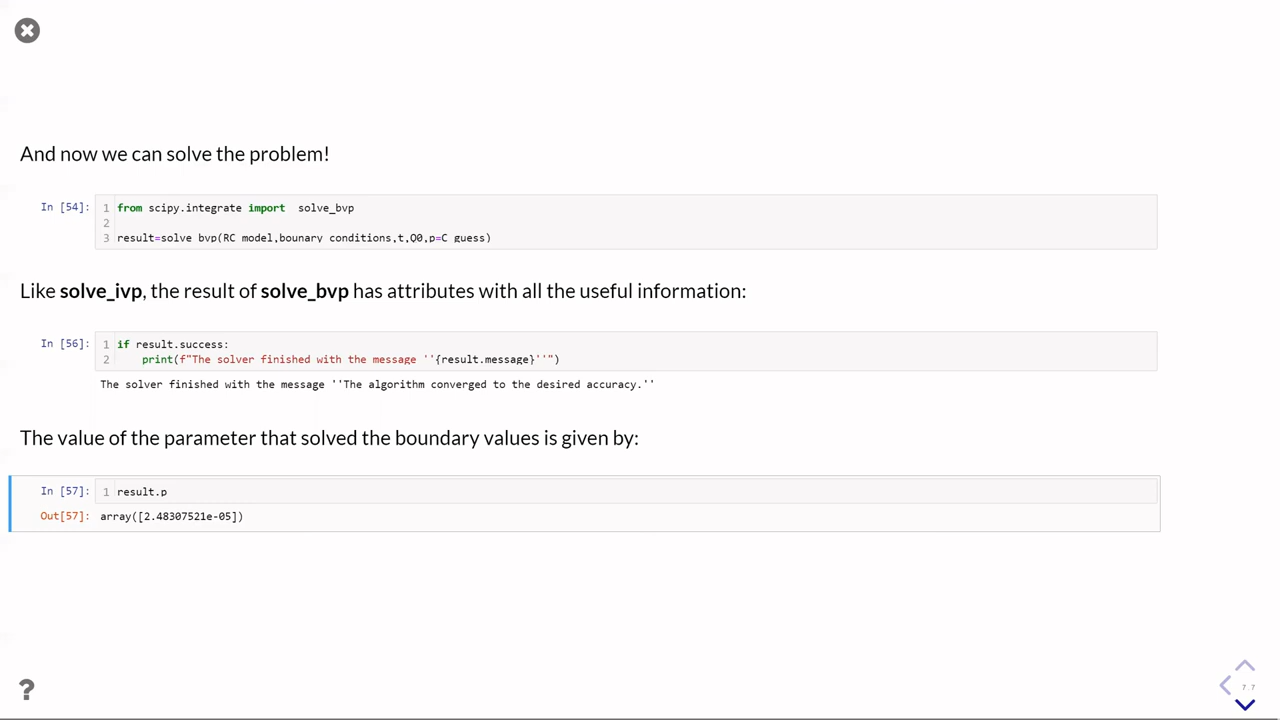 And now we can solve the problem!
In [54]:
1 from scipy.integrate import  solve_bvp
2
3 result=solve_bvp(RC_model,bounary_conditions,t,Q0,p=C_guess)
Like solve_ivp, the result of solve_bvp has attributes with all the useful information:
In [56]:
1 if result.success:
2     print(f"The solver finished with the message ''{result.message}''")
The solver finished with the message ''The algorithm converged to the desired accuracy.''
The value of the parameter that solved the boundary values is given by:
In [57]:
1 result.p
Out[57]: array([2.48307521e-05])
?
7.7